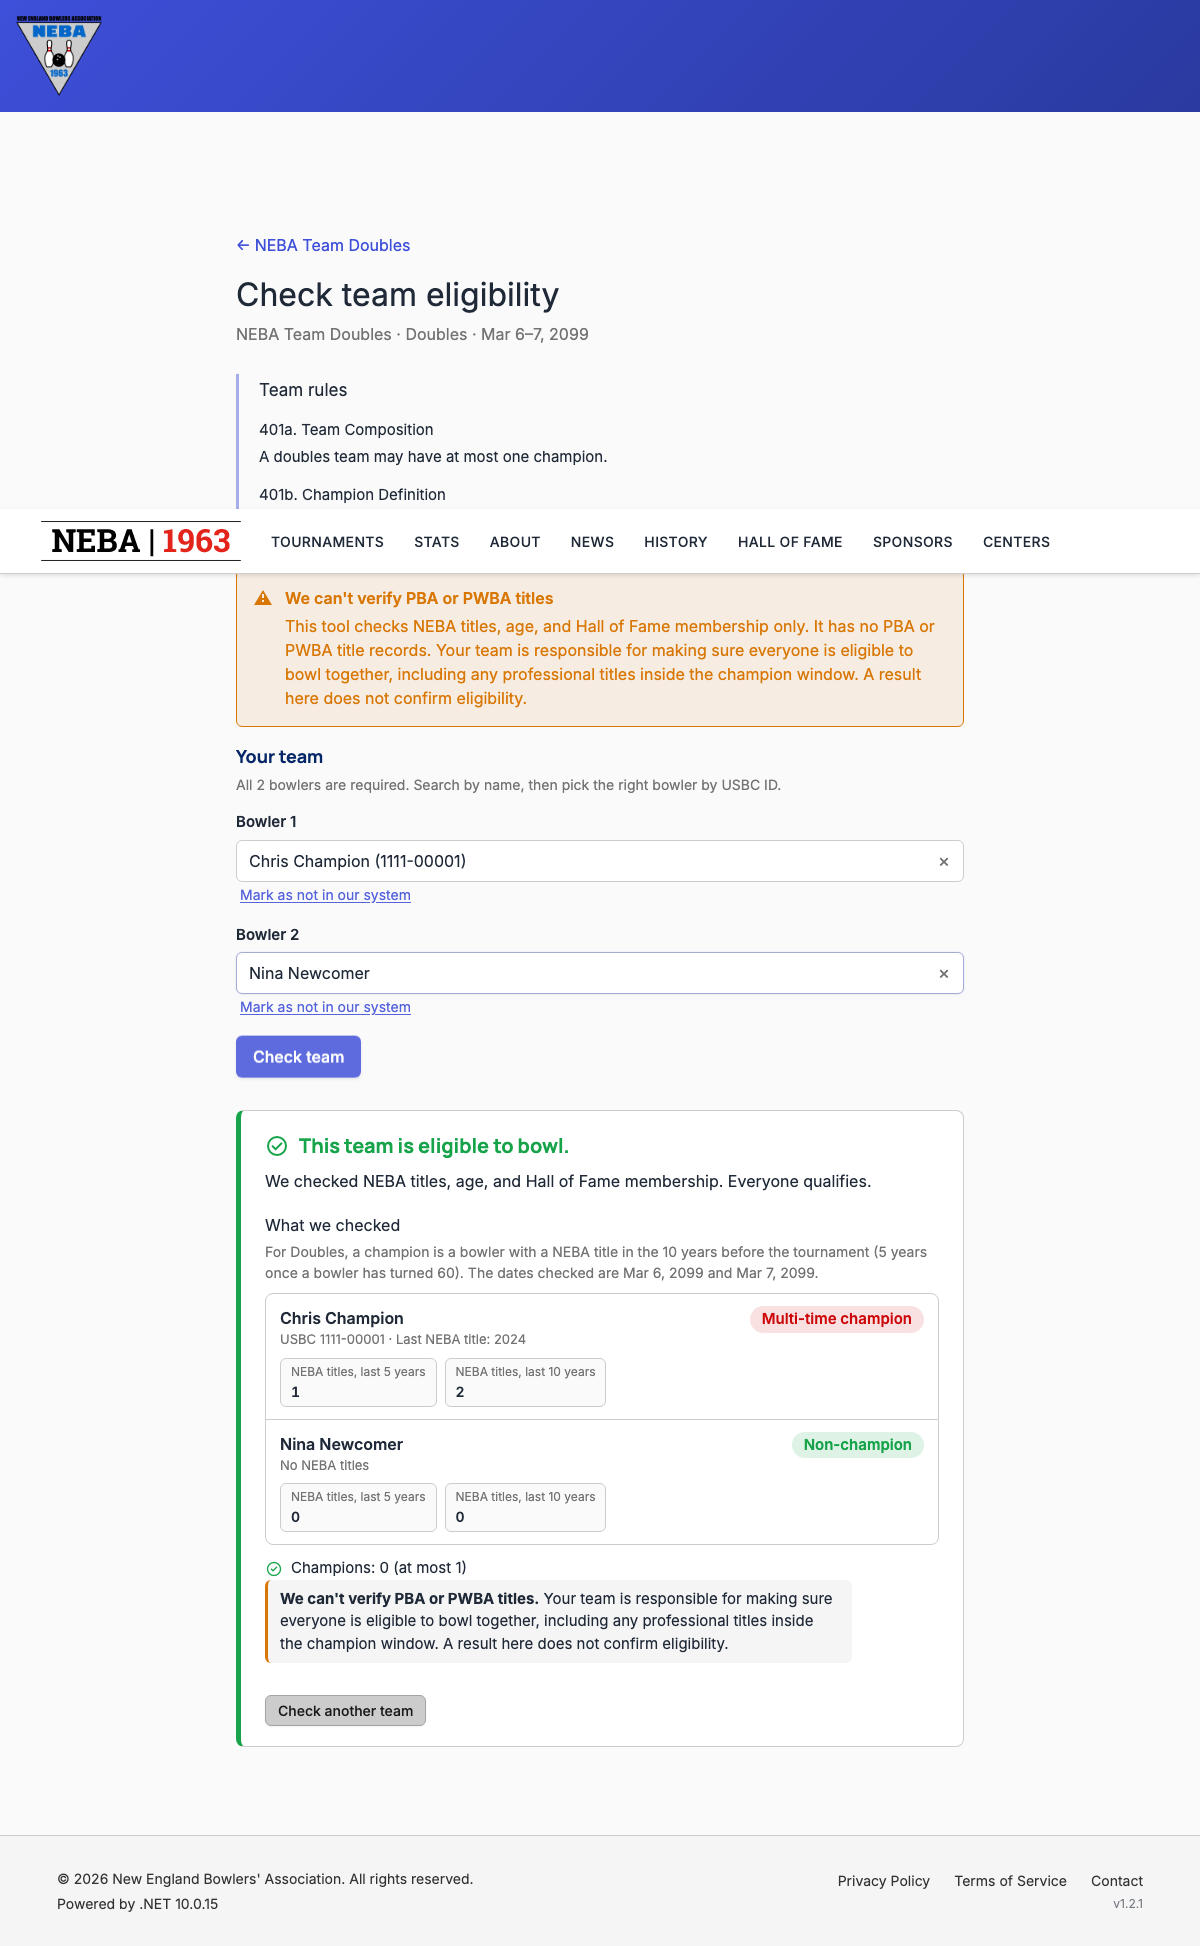 NEW ENGLAND BOWLERS ASSOCIATION
NEBA
1963
← NEBA Team Doubles
Check team eligibility
NEBA Team Doubles · Doubles · Mar 6–7, 2099
Team rules
401a. Team Composition
A doubles team may have at most one champion.
401b. Champion Definition
NEBA | 1963
TOURNAMENTS STATS ABOUT NEWS HISTORY HALL OF FAME SPONSORS CENTERS
We can't verify PBA or PWBA titles
This tool checks NEBA titles, age, and Hall of Fame membership only. It has no PBA or
PWBA title records. Your team is responsible for making sure everyone is eligible to
bowl together, including any professional titles inside the champion window. A result
here does not confirm eligibility.
Your team
All 2 bowlers are required. Search by name, then pick the right bowler by USBC ID.
Bowler 1
Chris Champion (1111-00001) ×
Mark as not in our system
Bowler 2
Nina Newcomer ×
Mark as not in our system
Check team
This team is eligible to bowl.
We checked NEBA titles, age, and Hall of Fame membership. Everyone qualifies.
What we checked
For Doubles, a champion is a bowler with a NEBA title in the 10 years before the tournament (5 years
once a bowler has turned 60). The dates checked are Mar 6, 2099 and Mar 7, 2099.
Chris Champion Multi-time champion
USBC 1111-00001 · Last NEBA title: 2024
NEBA titles, last 5 years NEBA titles, last 10 years
1 2
Nina Newcomer Non-champion
No NEBA titles
NEBA titles, last 5 years NEBA titles, last 10 years
0 0
Champions: 0 (at most 1)
We can't verify PBA or PWBA titles. Your team is responsible for making sure
everyone is eligible to bowl together, including any professional titles inside
the champion window. A result here does not confirm eligibility.
Check another team
© 2026 New England Bowlers' Association. All rights reserved.
Powered by .NET 10.0.15
Privacy Policy Terms of Service Contact
v1.2.1